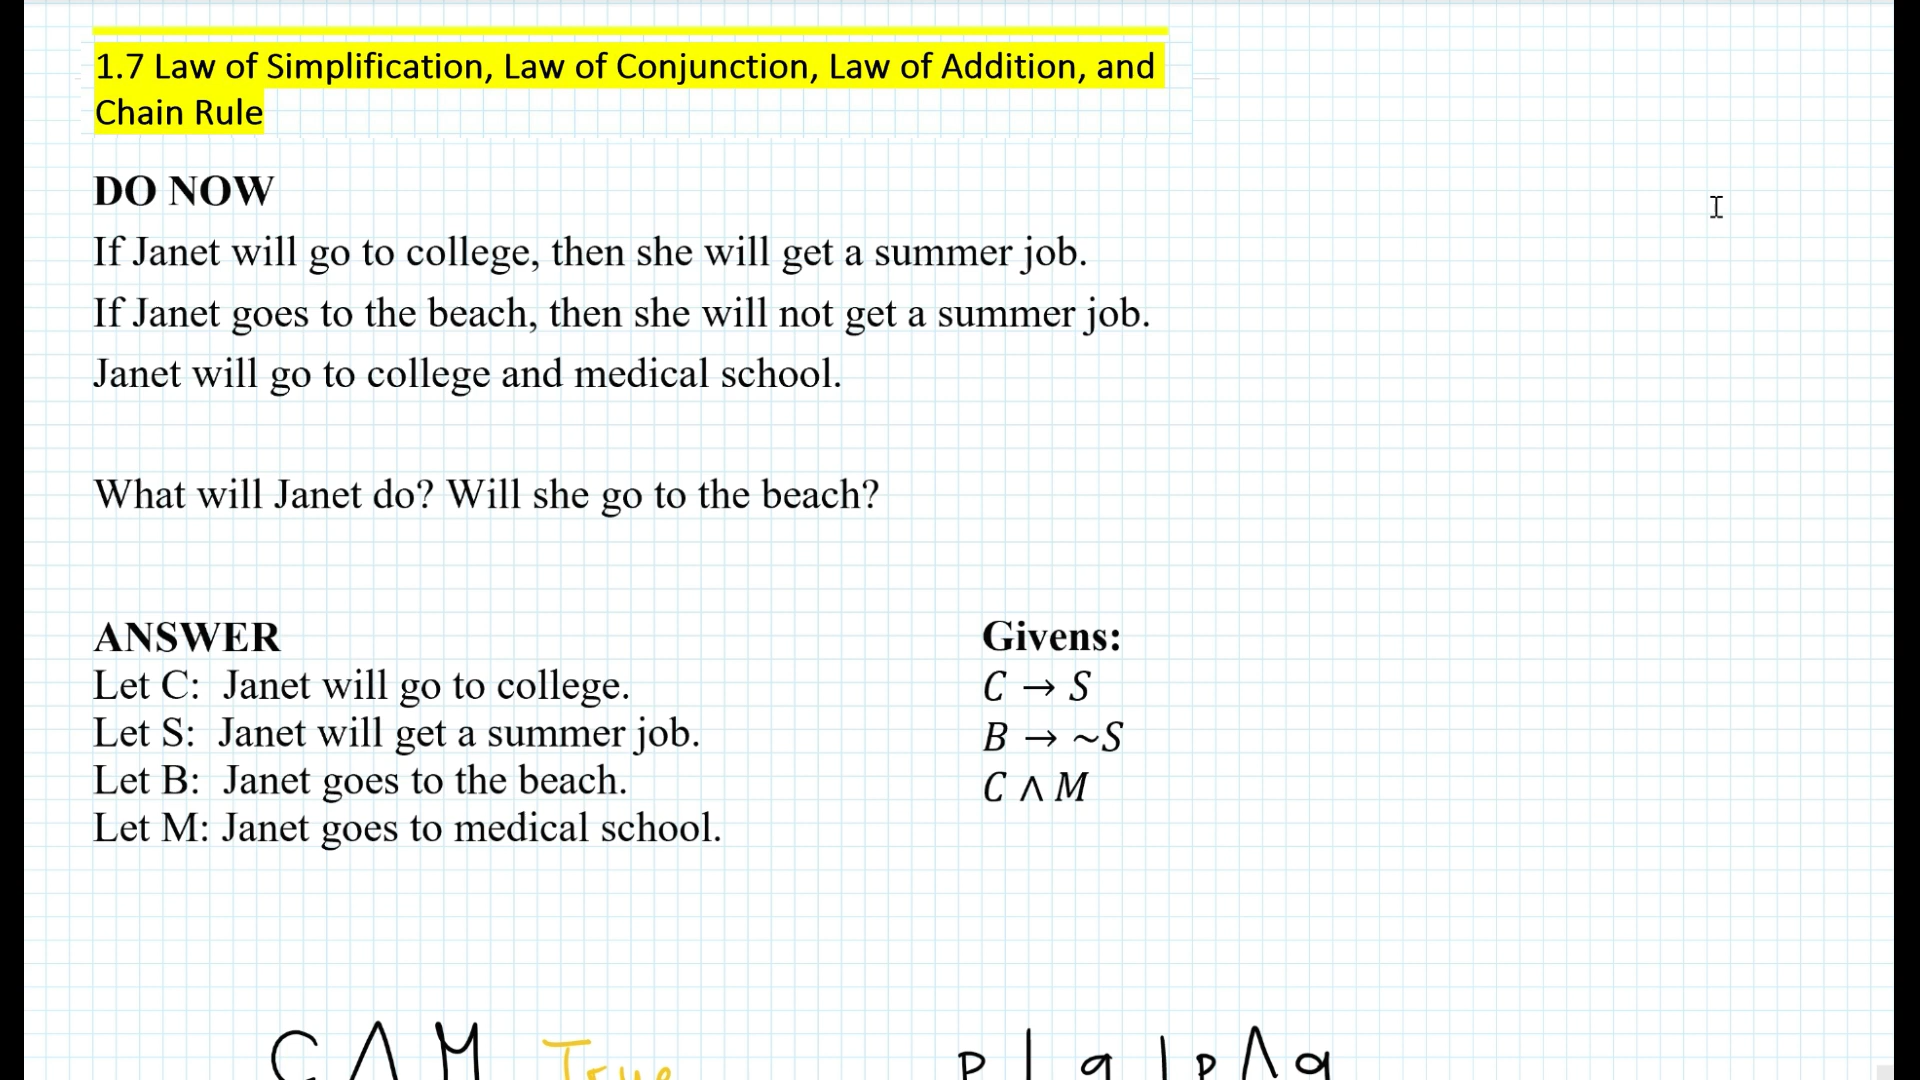 1.7 Law of Simplification, Law of Conjunction, Law of Addition, and
Chain Rule
DO NOW
If Janet will go to college, then she will get a summer job.
If Janet goes to the beach, then she will not get a summer job.
Janet will go to college and medical school.
What will Janet do? Will she go to the beach?
ANSWER
Let C:  Janet will go to college.
Let S:  Janet will get a summer job.
Let B:  Janet goes to the beach.
Let M: Janet goes to medical school.
Givens:
C → S
B → ~S
C ∧ M
C ∧ M True
p | q | p ∧ q